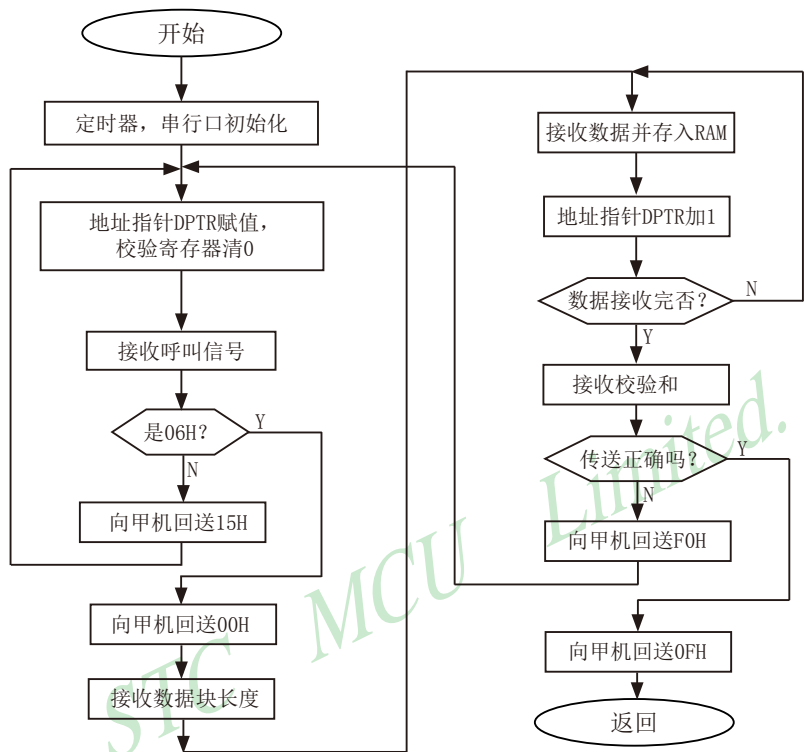 开始
定时器，串行口初始化
地址指针DPTR赋值，
校验寄存器清0
接收呼叫信号
是06H？
Y
N
向甲机回送15H
向甲机回送00H
接收数据块长度
接收数据并存入RAM
地址指针DPTR加1
数据接收完否？
N
Y
接收校验和
传送正确吗？
Y
N
向甲机回送F0H
向甲机回送0FH
返回
STC MCU Limited.